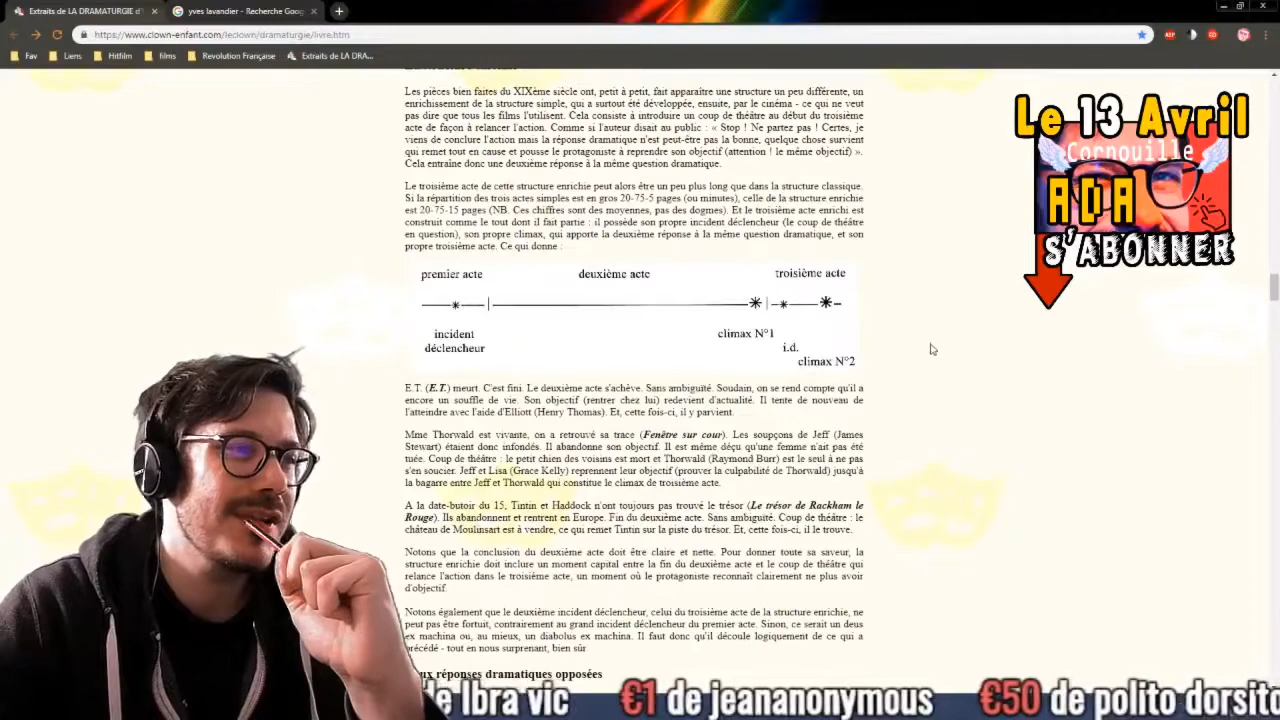 Extraits de LA DRAMATURGIE d
yves lavandier - Recherche Goog
https://www.clown-enfant.com/leclown/dramaturgie/livre.htm
Fav
Liens
Hitfilm
films
Revolution Française
Extraits de LA DRA...
Les pièces bien faites du XIXème siècle ont, petit à petit, fait apparaître une structure un peu différente, un
enrichissement de la structure simple, qui a surtout été développée, ensuite, par le cinéma - ce qui ne veut
pas dire que tous les films l'utilisent. Cela consiste à introduire un coup de théâtre au début du troisième
acte de façon à relancer l'action. Comme si l'auteur disait au public : « Stop ! Ne partez pas ! Certes, je
viens de conclure l'action mais la réponse dramatique n'est peut-être pas la bonne, quelque chose survient
qui remet tout en cause et pousse le protagoniste à reprendre son objectif (attention ! le même objectif) ».
Cela entraîne donc une deuxième réponse à la même question dramatique.
Le troisième acte de cette structure enrichie peut alors être un peu plus long que dans la structure classique.
Si la répartition des trois actes simples est en gros 20-75-5 pages (ou minutes), celle de la structure enrichie
est 20-75-15 pages (NB. Ces chiffres sont des moyennes, pas des dogmes). Et le troisième acte enrichi est
construit comme le tout dont il fait partie : il possède son propre incident déclencheur (le coup de théâtre
en question), son propre climax, qui apporte la deuxième réponse à la même question dramatique, et son
propre troisième acte. Ce qui donne :
premier acte
deuxième acte
troisième acte
incident
déclencheur
climax N°1
i.d.
climax N°2
E.T. (E.T.) meurt. C'est fini. Le deuxième acte s'achève. Sans ambiguïté. Soudain, on se rend compte qu'il a
encore un souffle de vie. Son objectif (rentrer chez lui) redevient d'actualité. Il tente de nouveau de
l'atteindre avec l'aide d'Elliott (Henry Thomas). Et, cette fois-ci, il y parvient.
Mme Thorwald est vivante, on a retrouvé sa trace (Fenêtre sur cour). Les soupçons de Jeff (James
Stewart) étaient donc infondés. Il abandonne son objectif. Il est même déçu qu'une femme n'ait pas été
tuée. Coup de théâtre : le petit chien des voisins est mort et Thorwald (Raymond Burr) est le seul à ne pas
s'en soucier. Jeff et Lisa (Grace Kelly) reprennent leur objectif (prouver la culpabilité de Thorwald) jusqu'à
la bagarre entre Jeff et Thorwald qui constitue le climax de troisième acte.
A la date-butoir du 15, Tintin et Haddock n'ont toujours pas trouvé le trésor (Le trésor de Rackham le
Rouge). Ils abandonnent et rentrent en Europe. Fin du deuxième acte. Sans ambiguïté. Coup de théâtre : le
château de Moulinsart est à vendre, ce qui remet Tintin sur la piste du trésor. Et, cette fois-ci, il le trouve.
Notons que la conclusion du deuxième acte doit être claire et nette. Pour donner toute sa saveur, la
structure enrichie doit inclure un moment capital entre la fin du deuxième acte et le coup de théâtre qui
relance l'action dans le troisième acte, un moment où le protagoniste reconnaît clairement ne plus avoir
d'objectif.
Notons également que le deuxième incident déclencheur, celui du troisième acte de la structure enrichie, ne
peut pas être fortuit, contrairement au grand incident déclencheur du premier acte. Sinon, ce serait un deus
ex machina ou, au mieux, un diabolus ex machina. Il faut donc qu'il découle logiquement de ce qui a
précédé - tout en nous surprenant, bien sûr
ux réponses dramatiques opposées
Le 13 Avril
Cornouille
ADA
S'ABONNER
de Ibra vic €1 de jeananonymous €50 de polito dorsito